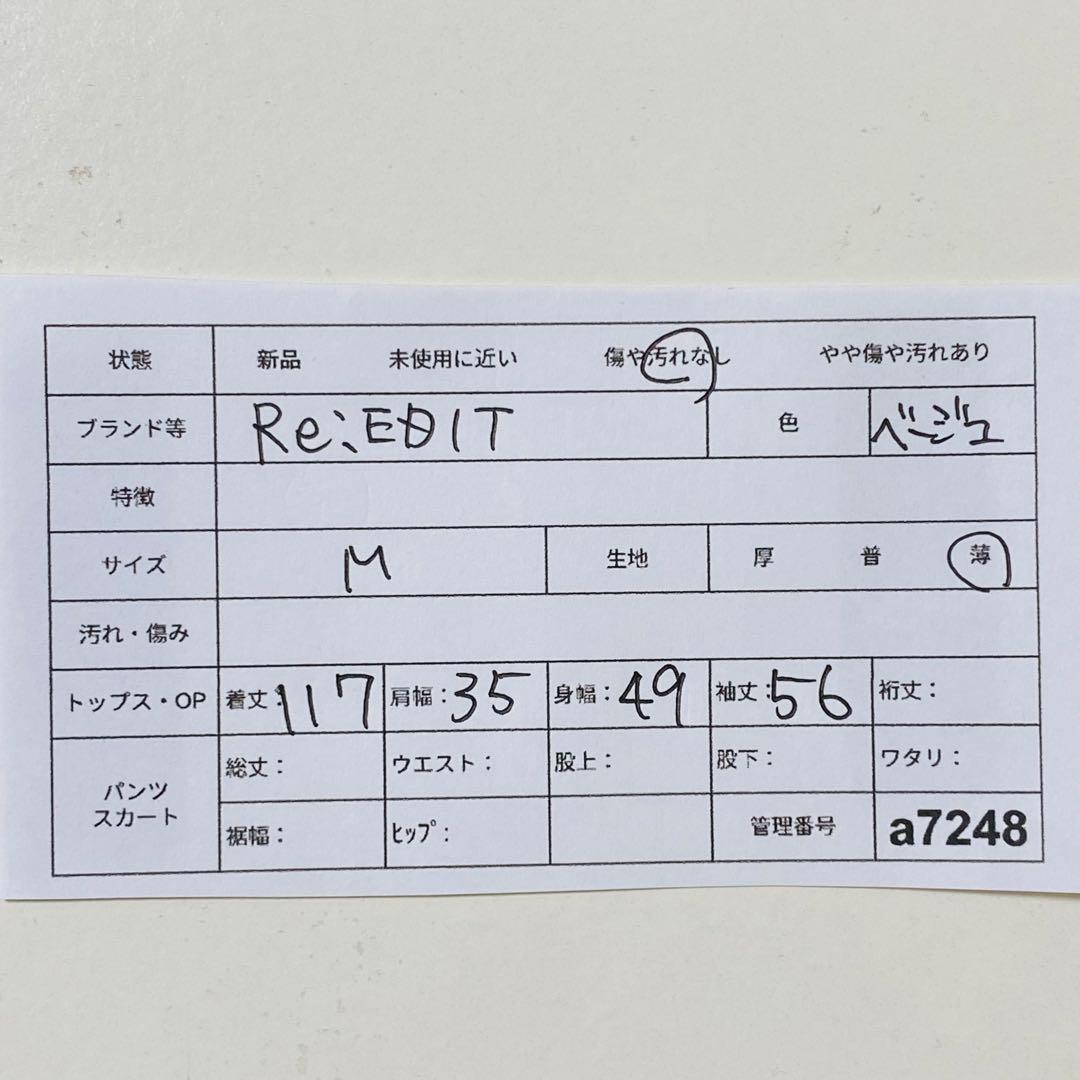 状態 新品 未使用に近い 傷や汚れなし やや傷や汚れあり
ブランド等 Re:EDIT 色 ベージュ
特徴
サイズ M 生地 厚 普 薄
汚れ・傷み
トップス・OP 着丈:117 肩幅:35 身幅:49 袖丈:56 裄丈:
パンツ スカート
総丈: ウエスト: 股上: 股下: ワタリ:
裾幅: ヒップ: 管理番号 a7248